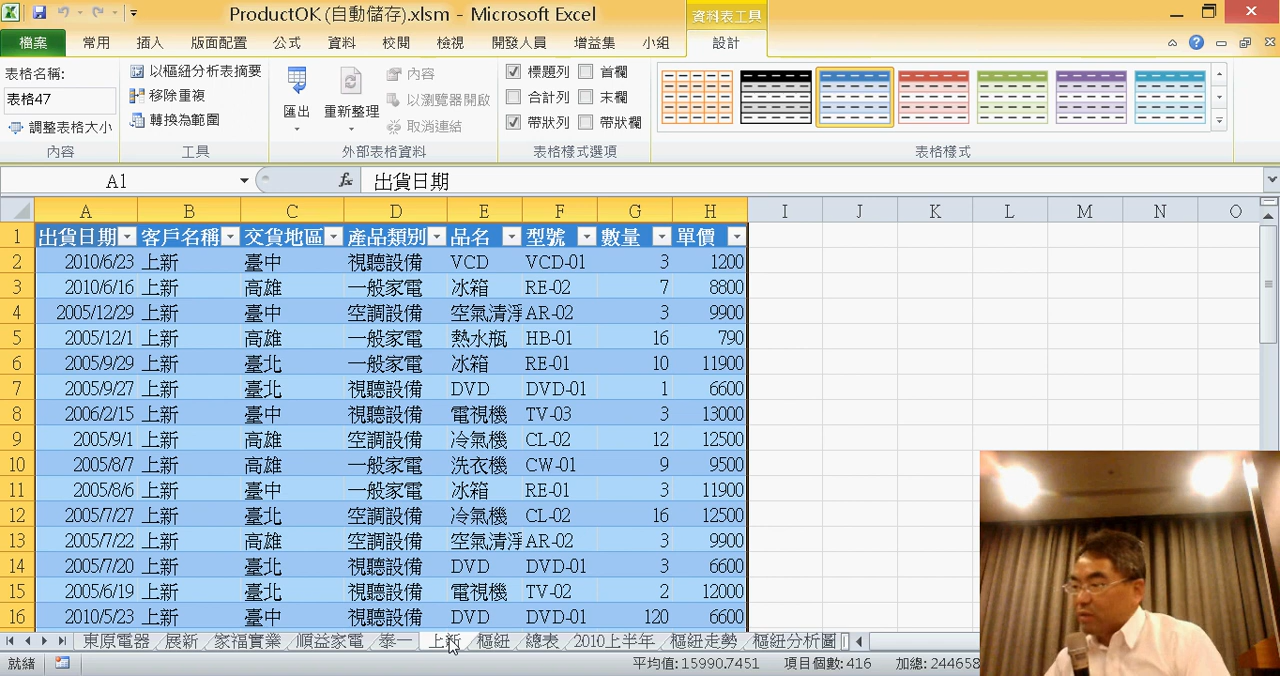 ProductOK (自動儲存).xlsm - Microsoft Excel
資料表工具
檔案 常用 插入 版面配置 公式 資料 校閱 檢視 開發人員 增益集 小組 設計
表格名稱:
表格47
調整表格大小
內容
以樞紐分析表摘要
移除重複
轉換為範圍
工具
匯出
重新整理
內容
以瀏覽器開啟
取消連結
外部表格資料
標題列 首欄
合計列 末欄
帶狀列 帶狀欄
表格樣式選項
表格樣式
A1 fx 出貨日期
A B C D E F G H I J K L M N O
1 出貨日期 客戶名稱 交貨地區 產品類別 品名 型號 數量 單價
2 2010/6/23 上新 臺中 視聽設備 VCD VCD-01 3 1200
3 2010/6/16 上新 高雄 一般家電 冰箱 RE-02 7 8800
4 2005/12/29 上新 臺中 空調設備 空氣清淨 AR-02 3 9900
5 2005/12/1 上新 高雄 一般家電 熱水瓶 HB-01 16 790
6 2005/9/29 上新 臺北 一般家電 冰箱 RE-01 10 11900
7 2005/9/27 上新 臺北 視聽設備 DVD DVD-01 1 6600
8 2006/2/15 上新 臺中 視聽設備 電視機 TV-03 3 13000
9 2005/9/1 上新 高雄 空調設備 冷氣機 CL-02 12 12500
10 2005/8/7 上新 高雄 一般家電 洗衣機 CW-01 9 9500
11 2005/8/6 上新 臺中 一般家電 冰箱 RE-01 3 11900
12 2005/7/27 上新 臺北 空調設備 冷氣機 CL-02 16 12500
13 2005/7/22 上新 高雄 空調設備 空氣清淨 AR-02 3 9900
14 2005/7/20 上新 臺北 視聽設備 DVD DVD-01 3 6600
15 2005/6/19 上新 臺北 視聽設備 電視機 TV-02 2 12000
16 2010/5/23 上新 臺中 視聽設備 DVD DVD-01 120 6600
東原電器 展新 家福實業 順益家電 泰一 上新 樞紐 總表 2010上半年 樞紐走勢 樞紐分析圖
就緒 平均值: 15990.7451 項目個數: 416 加總: 244658